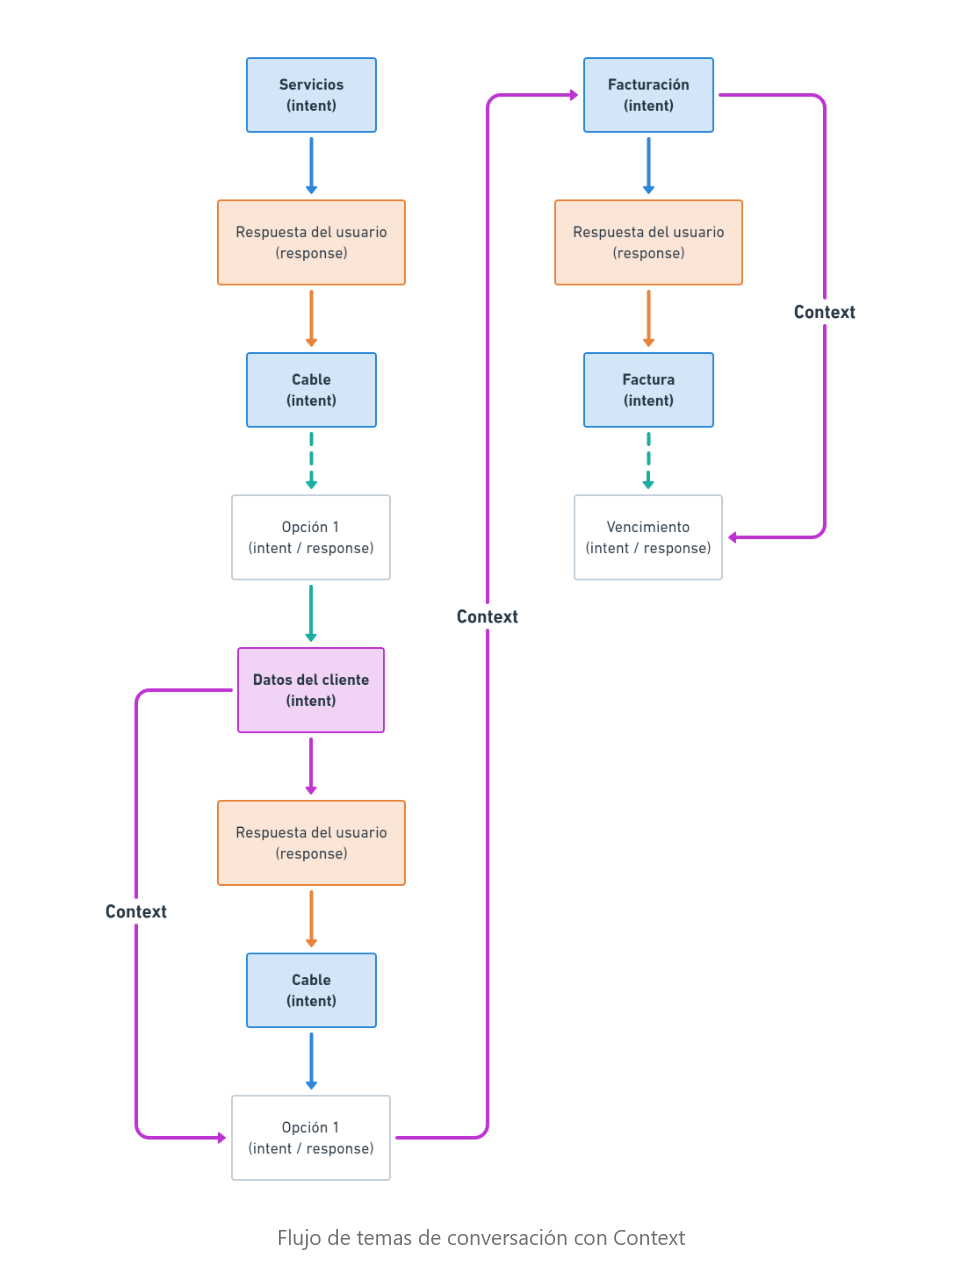 Servicios
(intent)
Respuesta del usuario
(response)
Cable
(intent)
Opción 1
(intent / response)
Datos del cliente
(intent)
Respuesta del usuario
(response)
Context
Cable
(intent)
Opción 1
(intent / response)
Context
Facturación
(intent)
Respuesta del usuario
(response)
Context
Factura
(intent)
Vencimiento
(intent / response)
Flujo de temas de conversación con Context